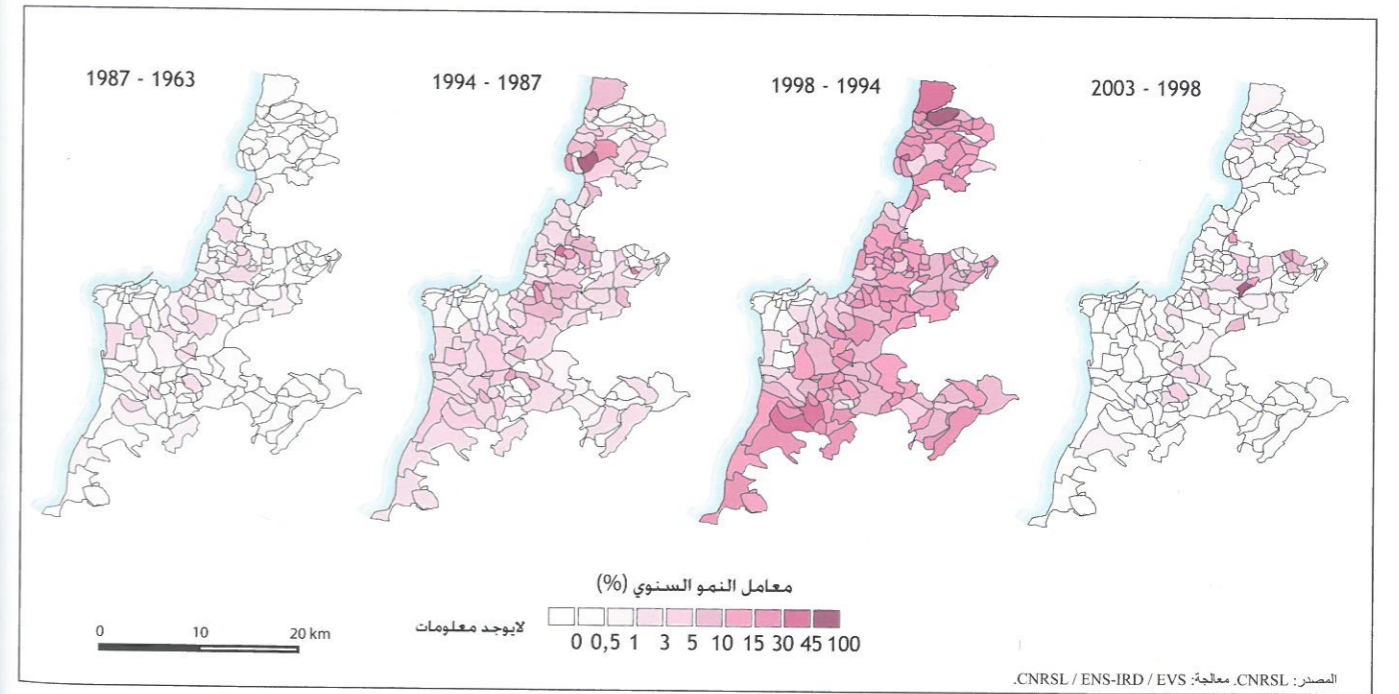 1987 - 1963
1994 - 1987
1998 - 1994
2003 - 1998
معامل النمو السنوي (%)
لايوجد معلومات
0 0,5 1 3 5 10 15 30 45 100
0 10 20 km
المصدر: CNRSL. معالجة: CNRSL / ENS-IRD / EVS.